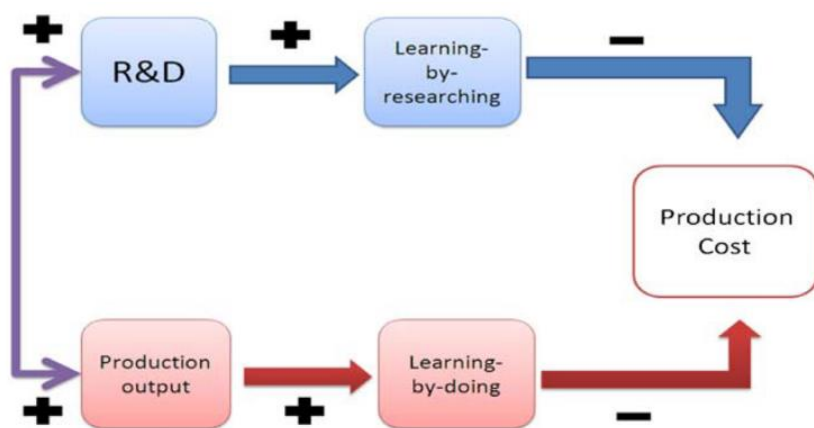 +
+
−
R&D
Learning-
by-
researching
Production
Cost
Production
output
Learning-
by-doing
+
+
−